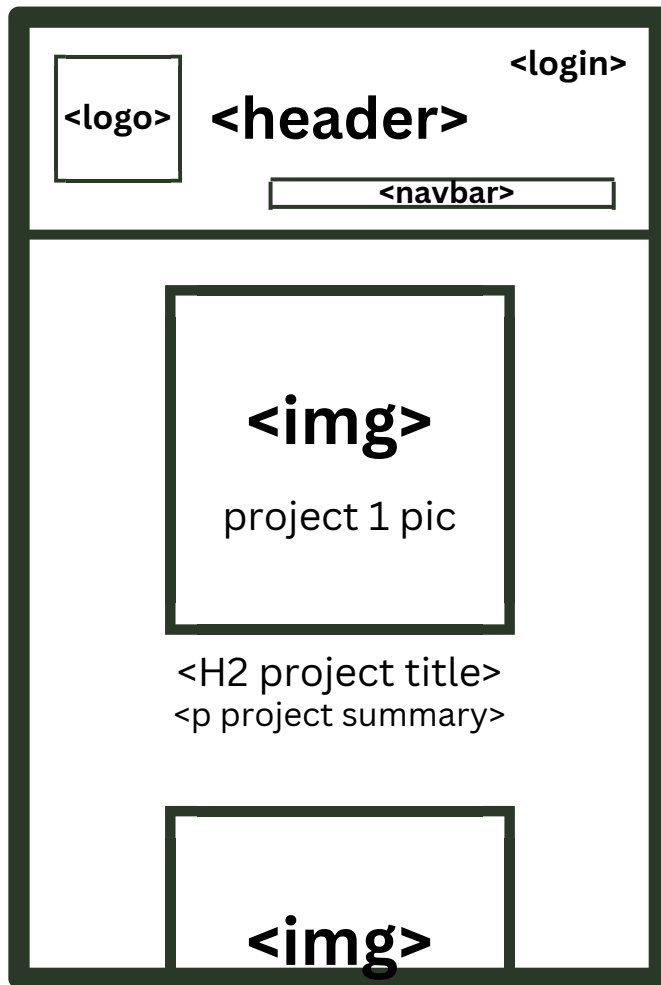 <login>
<logo>
<header>
<navbar>
<img>
project 1 pic
<H2 project title>
<p project summary>
<img>